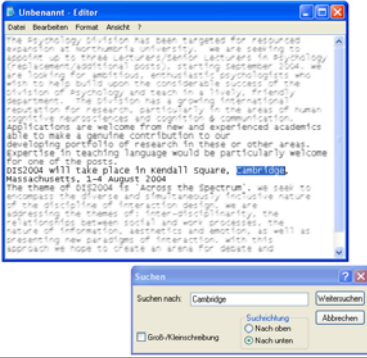 Unbenannt - Editor
Datei Bearbeiten Format Ansicht ?
The Psychology Division has been targeted for resourced
expansion at Northumbria University. We are seeking to
appoint up to three Lecturers/Senior Lecturers in Psychology
(replacement/additional posts), starting September 2004. We
are looking for ambitious, enthusiastic psychologists who
wish to help build upon the considerable success of the
Division of Psychology and teach in a lively, friendly
department. The Division has a growing international
reputation for research, particularly in the areas of human
cognitive neurosciences and cognition & communication.
Applications are welcome from new and experienced academics
able to make a genuine contribution to our
developing portfolio of research in these or other areas.
Expertise in teaching language would be particularly welcome
for one of the posts.
DIS2004 will take place in Kendall Square, Cambridge,
Massachusetts, 1-4 August 2004
The theme of DIS2004 is 'Across the Spectrum', we seek to
encompass the diverse and simultaneously inclusive nature
of the discipline of interaction design. We are
addressing the themes of: inter-disciplinarity, the
relationships between social and work processes, the
nature of information, aesthetics and emotion, as well as
presenting new paradigms of interaction. With this
approach we hope to create an arena for debate and
Suchen
Suchen nach: Cambridge Weitersuchen
Suchrichtung Abbrechen
Nach oben
Groß-/Kleinschreibung Nach unten